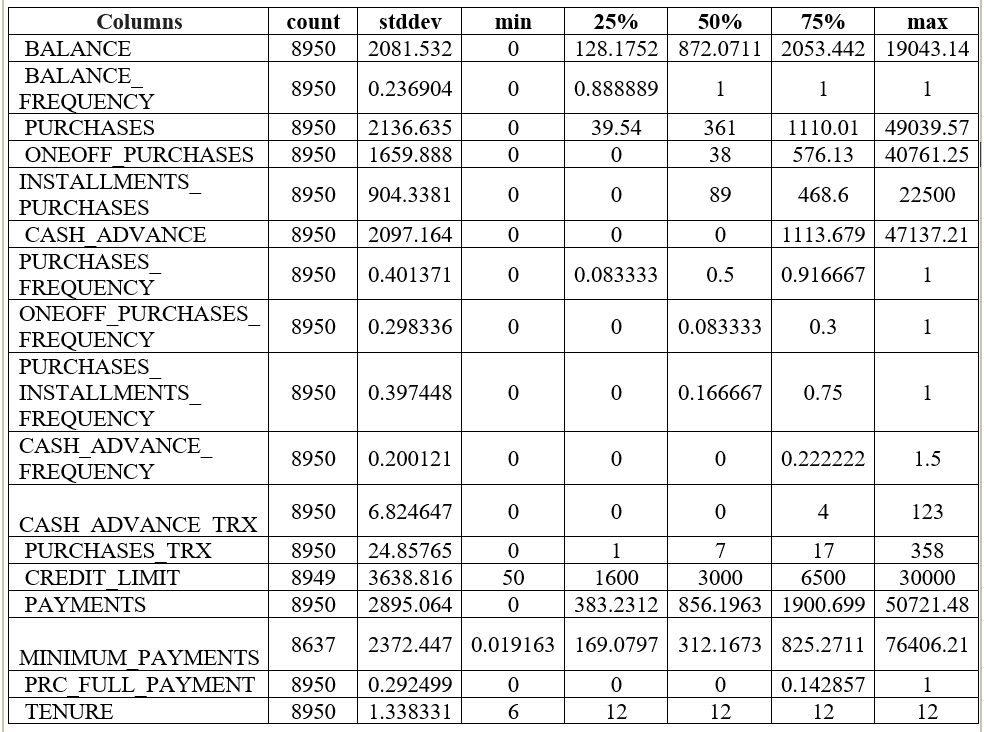 Columns count stddev min 25% 50% 75% max
BALANCE 8950 2081.532 0 128.1752 872.0711 2053.442 19043.14
BALANCE_
FREQUENCY 8950 0.236904 0 0.888889 1 1 1
PURCHASES 8950 2136.635 0 39.54 361 1110.01 49039.57
ONEOFF_PURCHASES 8950 1659.888 0 0 38 576.13 40761.25
INSTALLMENTS_
PURCHASES 8950 904.3381 0 0 89 468.6 22500
CASH_ADVANCE 8950 2097.164 0 0 0 1113.679 47137.21
PURCHASES_
FREQUENCY 8950 0.401371 0 0.083333 0.5 0.916667 1
ONEOFF_PURCHASES_
FREQUENCY 8950 0.298336 0 0 0.083333 0.3 1
PURCHASES_
INSTALLMENTS_ 8950 0.397448 0 0 0.166667 0.75 1
FREQUENCY
CASH_ADVANCE_
FREQUENCY 8950 0.200121 0 0 0 0.222222 1.5
CASH_ADVANCE_TRX 8950 6.824647 0 0 0 4 123
PURCHASES_TRX 8950 24.85765 0 1 7 17 358
CREDIT_LIMIT 8949 3638.816 50 1600 3000 6500 30000
PAYMENTS 8950 2895.064 0 383.2312 856.1963 1900.699 50721.48
MINIMUM_PAYMENTS 8637 2372.447 0.019163 169.0797 312.1673 825.2711 76406.21
PRC_FULL_PAYMENT 8950 0.292499 0 0 0 0.142857 1
TENURE 8950 1.338331 6 12 12 12 12